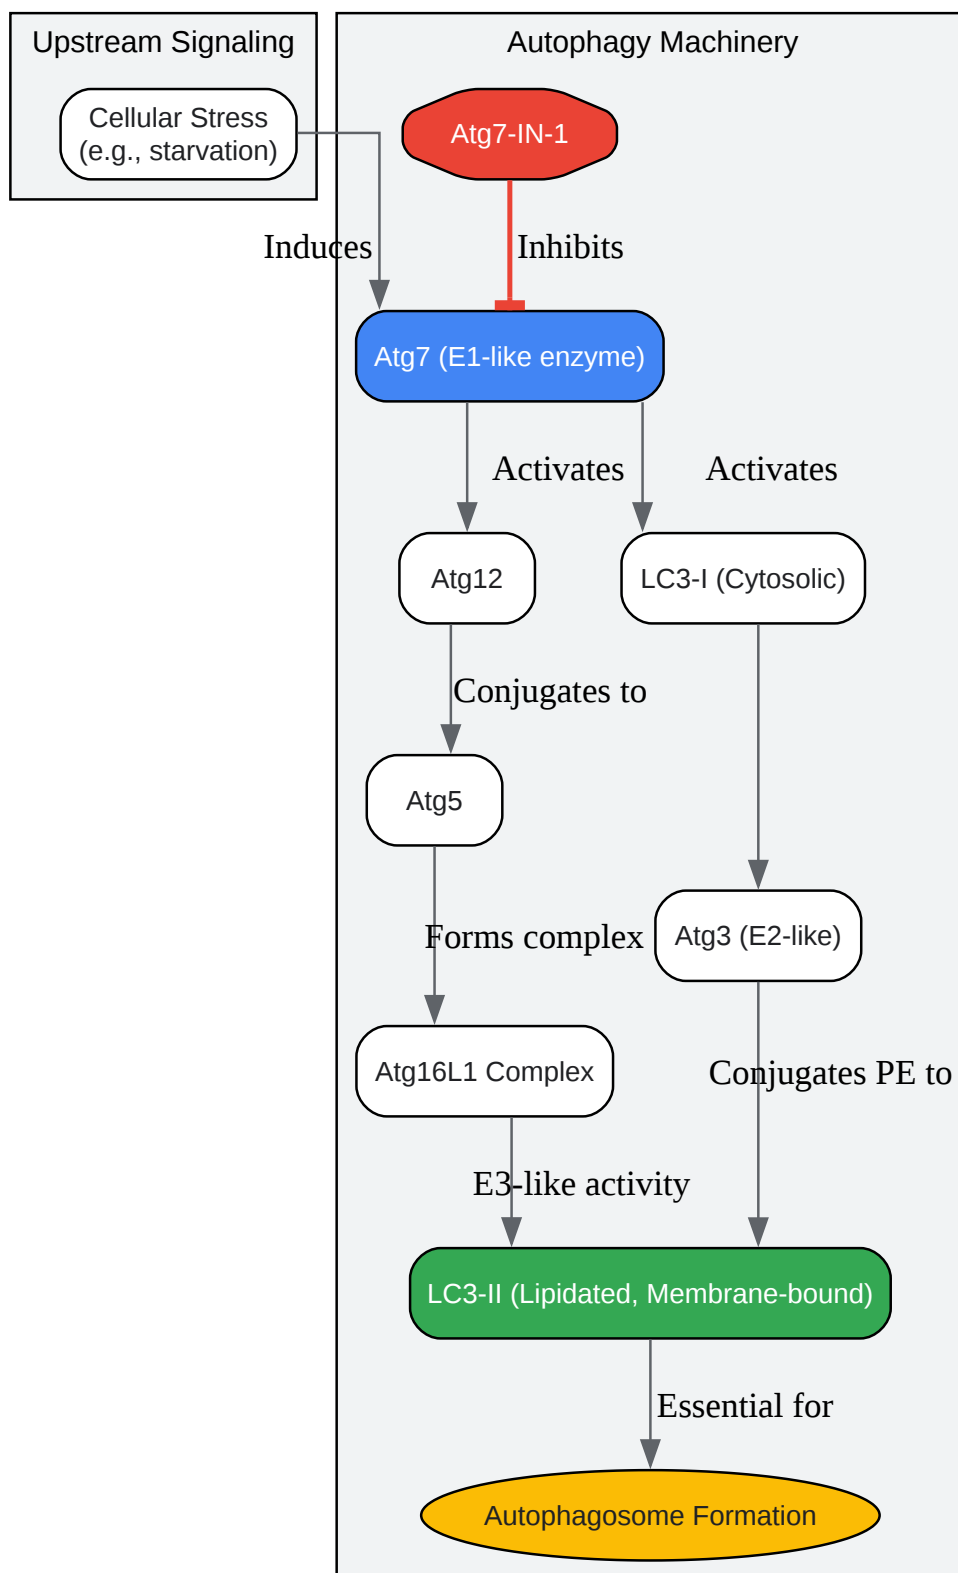 Upstream Signaling
Autophagy Machinery
Cellular Stress
(e.g., starvation)
Atg7-IN-1
Induces
Inhibits
Atg7 (E1-like enzyme)
Activates
Activates
Atg12
LC3-I (Cytosolic)
Conjugates to
Atg5
Forms complex
Atg3 (E2-like)
Atg16L1 Complex
Conjugates PE to
E3-like activity
LC3-II (Lipidated, Membrane-bound)
Essential for
Autophagosome Formation